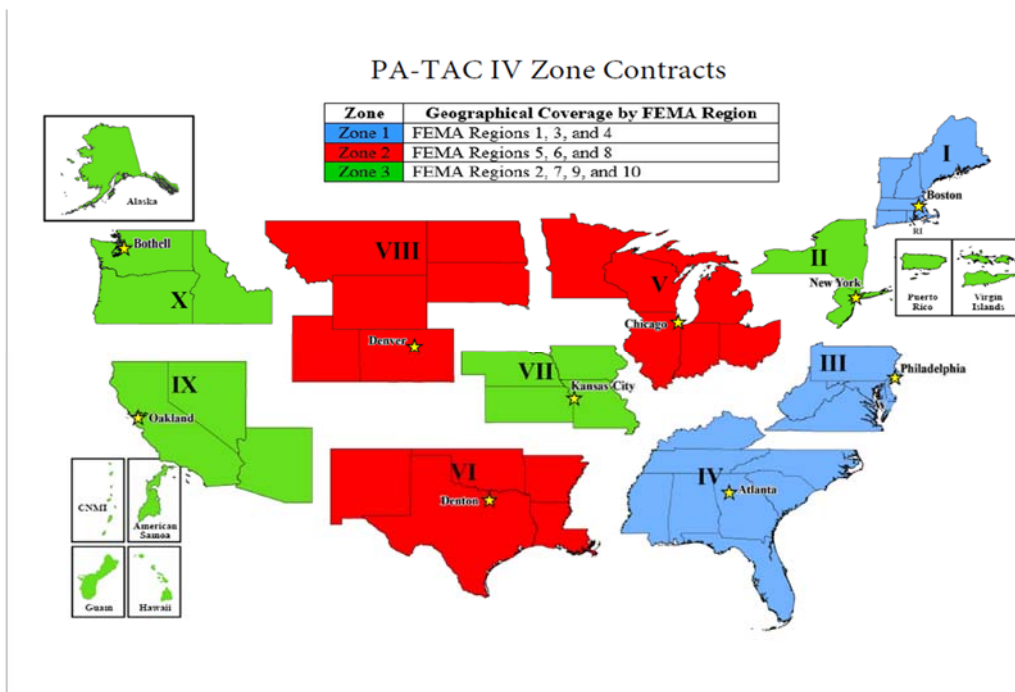 PA-TAC IV Zone Contracts
Zone Geographical Coverage by FEMA Region
Zone 1 FEMA Regions 1, 3, and 4
Zone 2 FEMA Regions 5, 6, and 8
Zone 3 FEMA Regions 2, 7, 9, and 10
Alaska
I
Boston
RI
Bothell
X
VIII
Denver
V
Chicago
II
New York
Puerto
Rico
Virgin
Islands
IX
Oakland
VII
Kansas City
III
Philadelphia
VI
Denton
IV
Atlanta
CNMI
American
Samoa
Guam
Hawaii